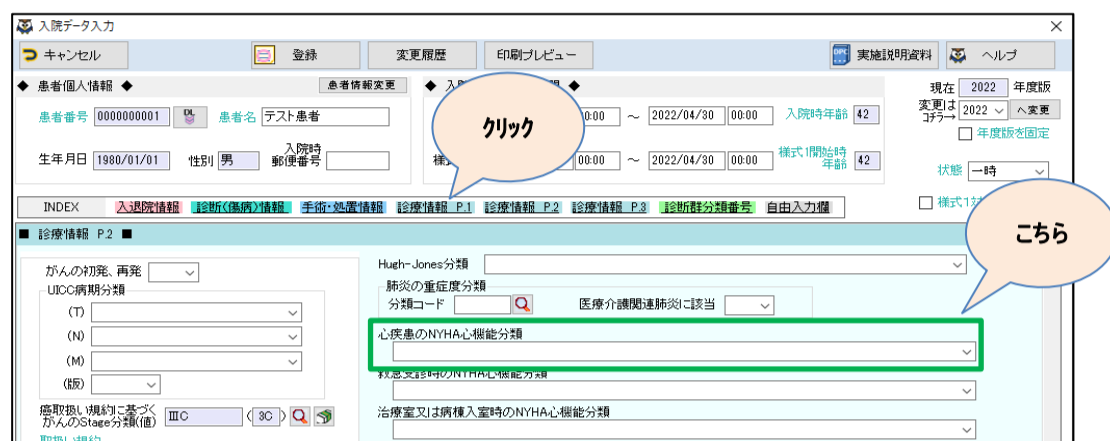 入院データ入力
キャンセル 登録 変更履歴 印刷プレビュー 実施説明資料 ヘルプ
◆ 患者個人情報 ◆ 患者情報変更 ◆ 入 ◆ 現在 2022 年度版
変更は コチラ→ 2022 へ変更
患者番号 0000000001 DL 患者名 テスト患者 00:00 ～ 2022/04/30 00:00 入院時年齢 42
年度版を固定
生年月日 1980/01/01 性別 男 入院時郵便番号 様 00:00 ～ 2022/04/30 00:00 様式1開始時年齢 42
状態 一時
様式1対
クリック
こちら
INDEX 入退院情報 診断(傷病)情報 手術・処置情報 診療情報 P.1 診療情報 P.2 診療情報 P.3 診断群分類番号 自由入力欄
■ 診療情報 P.2 ■
がんの初発、再発
UICC病期分類
(T)
(N)
(M)
(版)
癌取扱い規約に基づく
がんのStage分類(値) ⅢC ( 3C )
取扱い規約
Hugh-Jones分類
肺炎の重症度分類
分類コード 医療介護関連肺炎に該当
心疾患のNYHA心機能分類
救急受診時のNYHA心機能分類
治療室又は病棟入室時のNYHA心機能分類